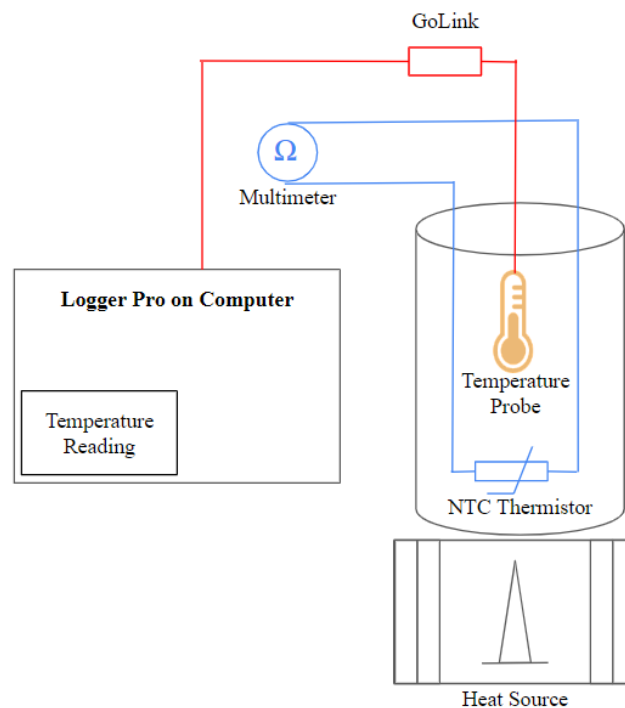 GoLink
Ω
Multimeter
Logger Pro on Computer
Temperature
Reading
Temperature
Probe
NTC Thermistor
Heat Source